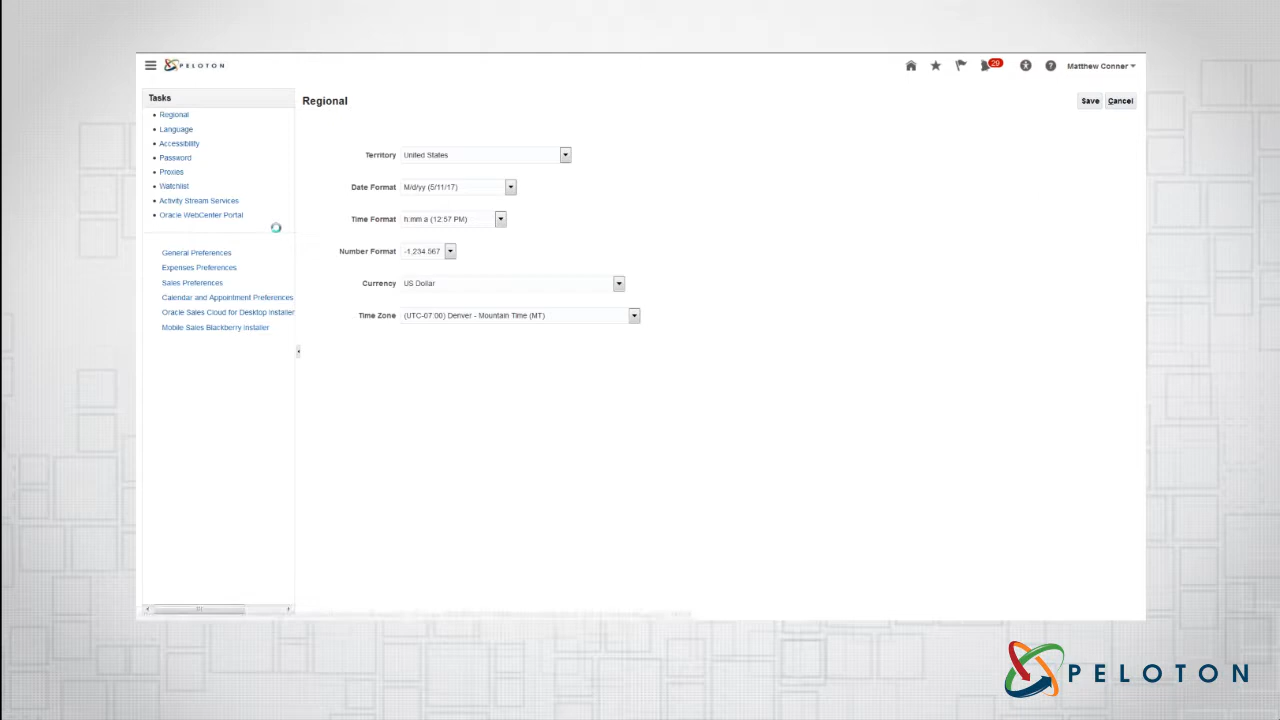 PELOTON
29
Matthew Conner
Tasks
Regional
Language
Accessibility
Password
Proxies
Watchlist
Activity Stream Services
Oracle WebCenter Portal
General Preferences
Expenses Preferences
Sales Preferences
Calendar and Appointment Preferences
Oracle Sales Cloud for Desktop Installer
Mobile Sales Blackberry Installer
Regional
Save Cancel
Territory United States
Date Format M/d/yy (5/11/17)
Time Format h:mm a (12:57 PM)
Number Format -1,234.567
Currency US Dollar
Time Zone (UTC-07:00) Denver - Mountain Time (MT)
PELOTON